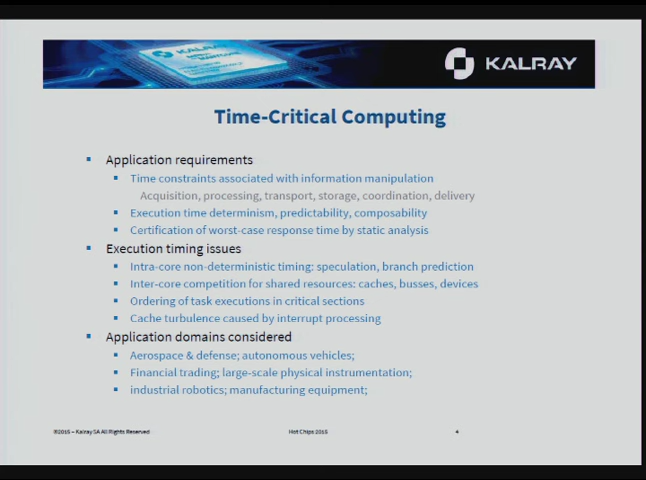 KALRAY
KALRAY
Time-Critical Computing
Application requirements
Time constraints associated with information manipulation
Acquisition, processing, transport, storage, coordination, delivery
Execution time determinism, predictability, composability
Certification of worst-case response time by static analysis
Execution timing issues
Intra-core non-deterministic timing: speculation, branch prediction
Inter-core competition for shared resources: caches, busses, devices
Ordering of task executions in critical sections
Cache turbulence caused by interrupt processing
Application domains considered
Aerospace & defense; autonomous vehicles;
Financial trading; large-scale physical instrumentation;
industrial robotics; manufacturing equipment;
©2015 – Kalray SA All Rights Reserved
Hot Chips 2015
4